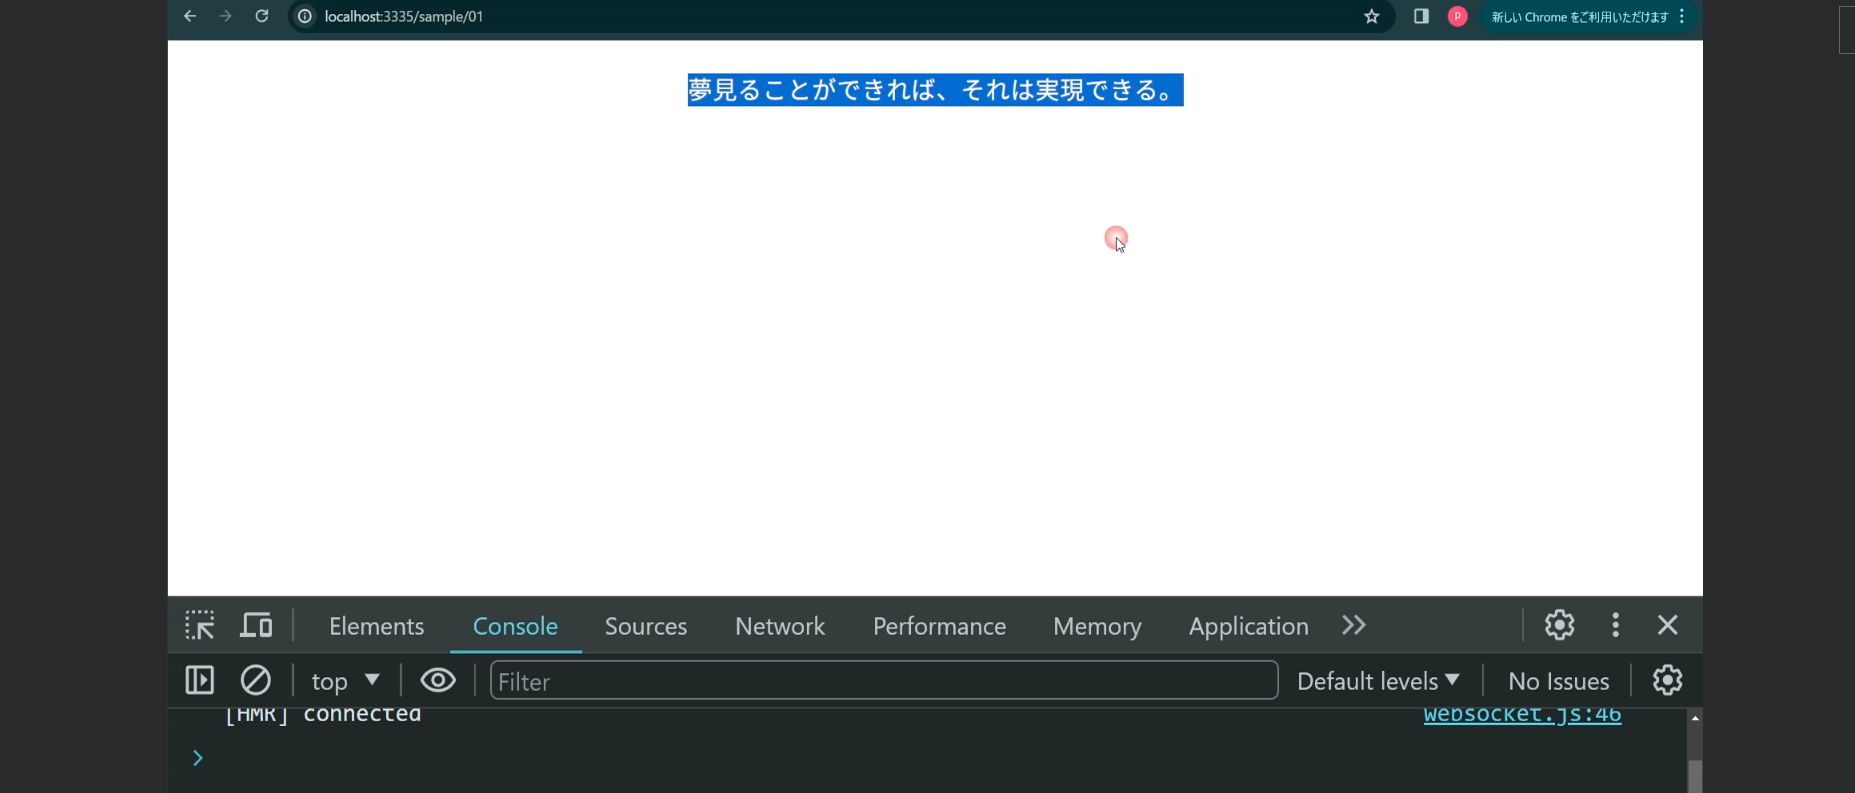 localhost:3335/sample/01
P
新しい Chrome をご利用いただけます
夢見ることができれば、それは実現できる。
Elements Console Sources Network Performance Memory Application
top Filter Default levels No Issues
[HMR] connected websocket.js:46